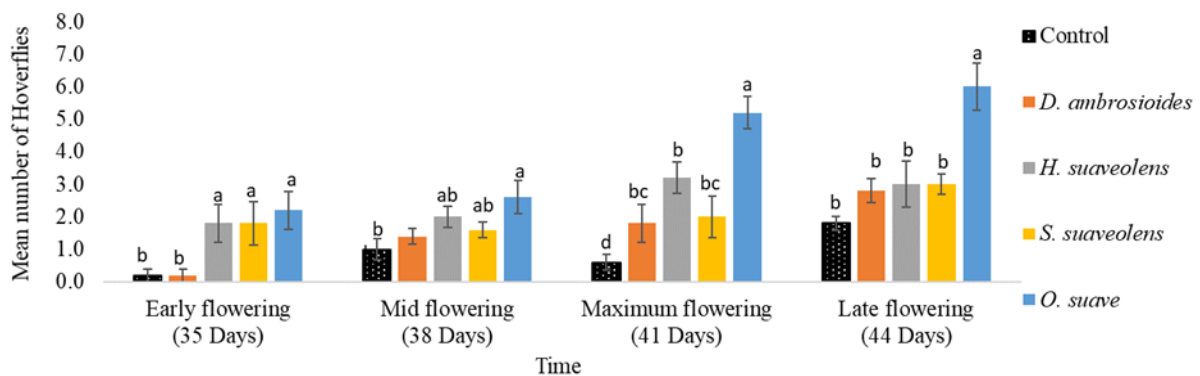 Mean number of Hoverflies
8.0
7.0
6.0
5.0
4.0
3.0
2.0
1.0
0.0
b b a a a
b ab ab a
d bc b bc a
b b b b a
Early flowering
(35 Days)
Mid flowering
(38 Days)
Maximum flowering
(41 Days)
Late flowering
(44 Days)
Time
Control
D. ambrosioides
H. suaveolens
S. suaveolens
O. suave